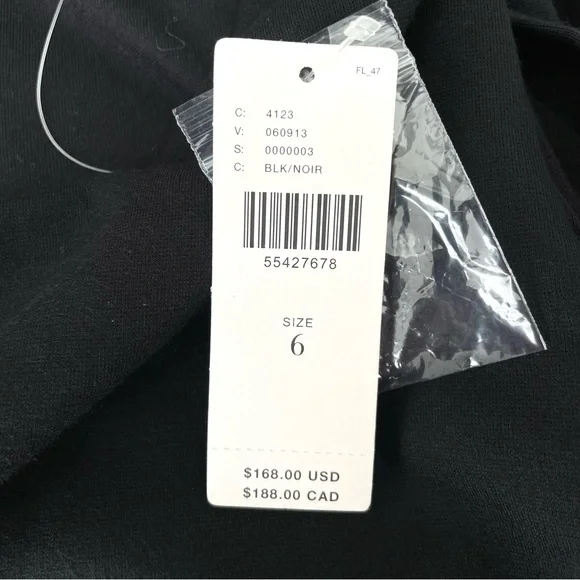 FL_47
C: 4123
V: 060913
S: 0000003
C: BLK/NOIR
55427678
SIZE
6
$168.00 USD
$188.00 CAD